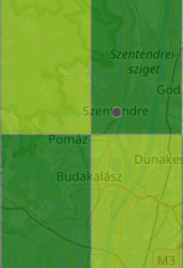 Szentendrei-
sziget
Göd
Szentendre
Pomáz
Dunakes
Budakalász
M3